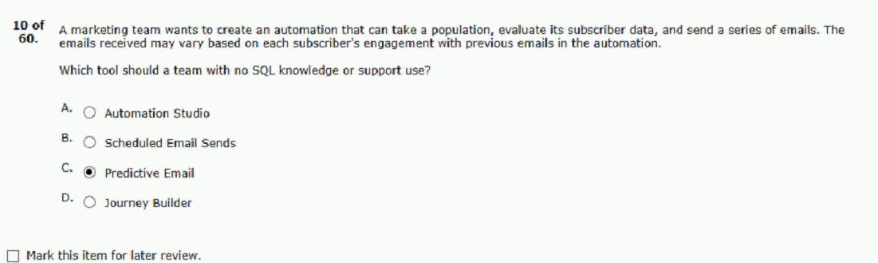 10 of
60.
A marketing team wants to create an automation that can take a population, evaluate its subscriber data, and send a series of emails. The
emails received may vary based on each subscriber's engagement with previous emails in the automation.
Which tool should a team with no SQL knowledge or support use?
A. Automation Studio
B. Scheduled Email Sends
C. Predictive Email
D. Journey Builder
Mark this item for later review.